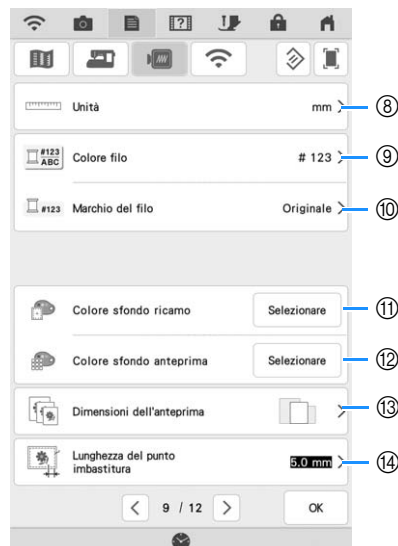 Unità mm > ⑧
#123 ABC Colore filo # 123 > ⑨
#123 Marchio del filo Originale > ⑩
Colore sfondo ricamo Selezionare ⑪
Colore sfondo anteprima Selezionare ⑫
Dimensioni dell'anteprima > ⑬
Lunghezza del punto
imbastitura 5.0 mm > ⑭
< 9 / 12 > OK